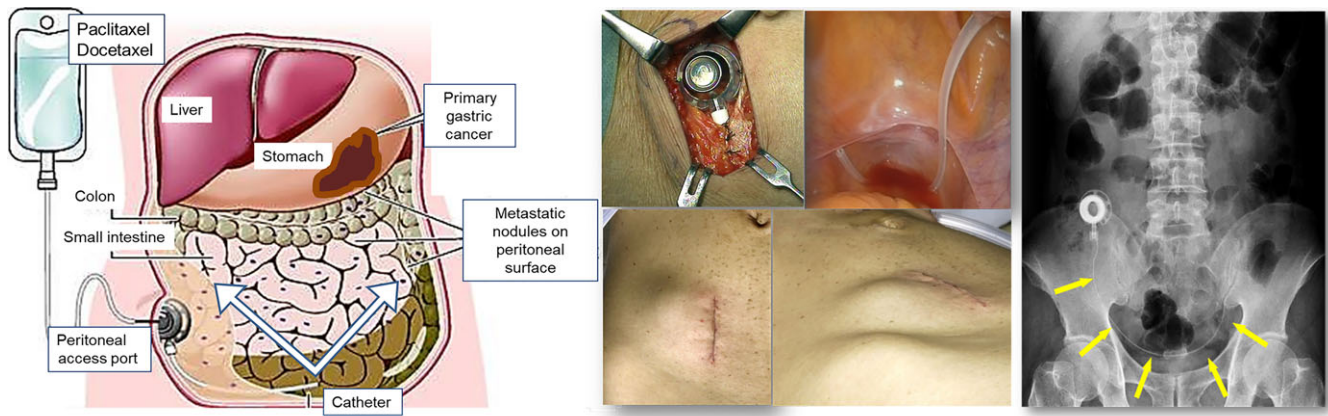 Paclitaxel
Docetaxel
Liver
Stomach
Primary
gastric
cancer
Colon
Small intestine
Metastatic
nodules on
peritoneal
surface
Peritoneal
access port
Catheter